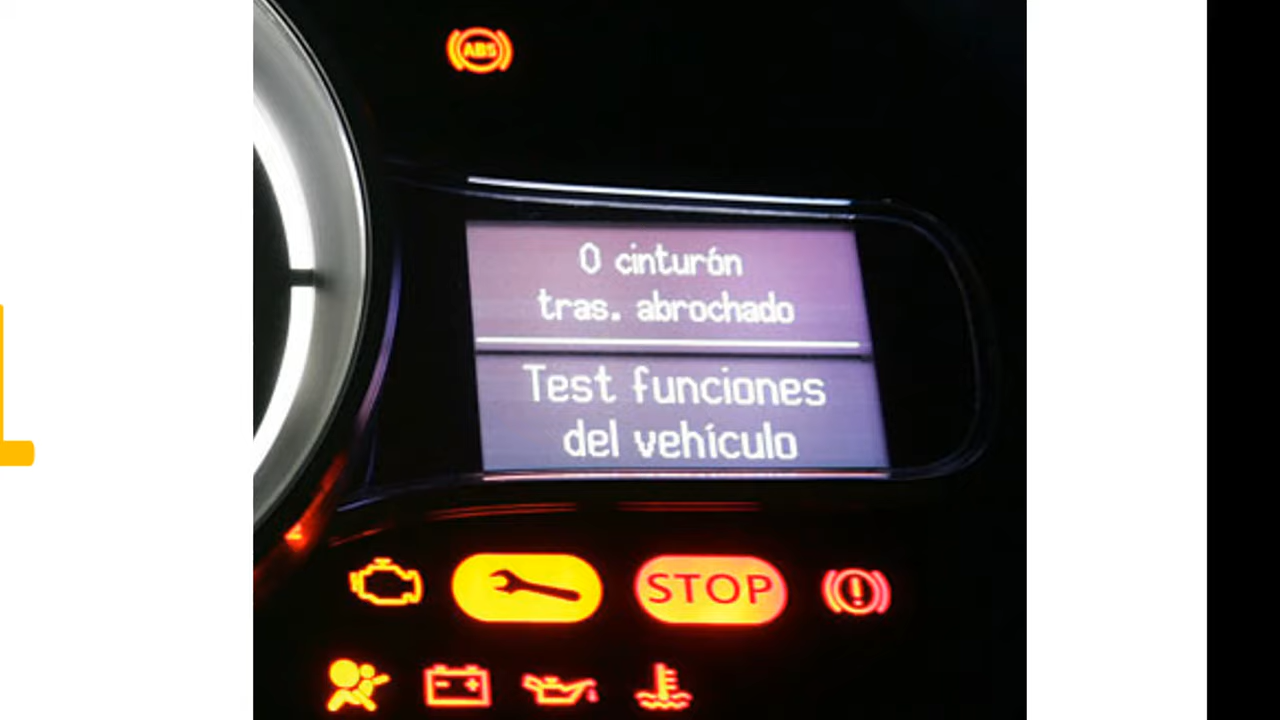 ABS
0 cinturón
tras. abrochado
Test funciones
del vehículo
STOP